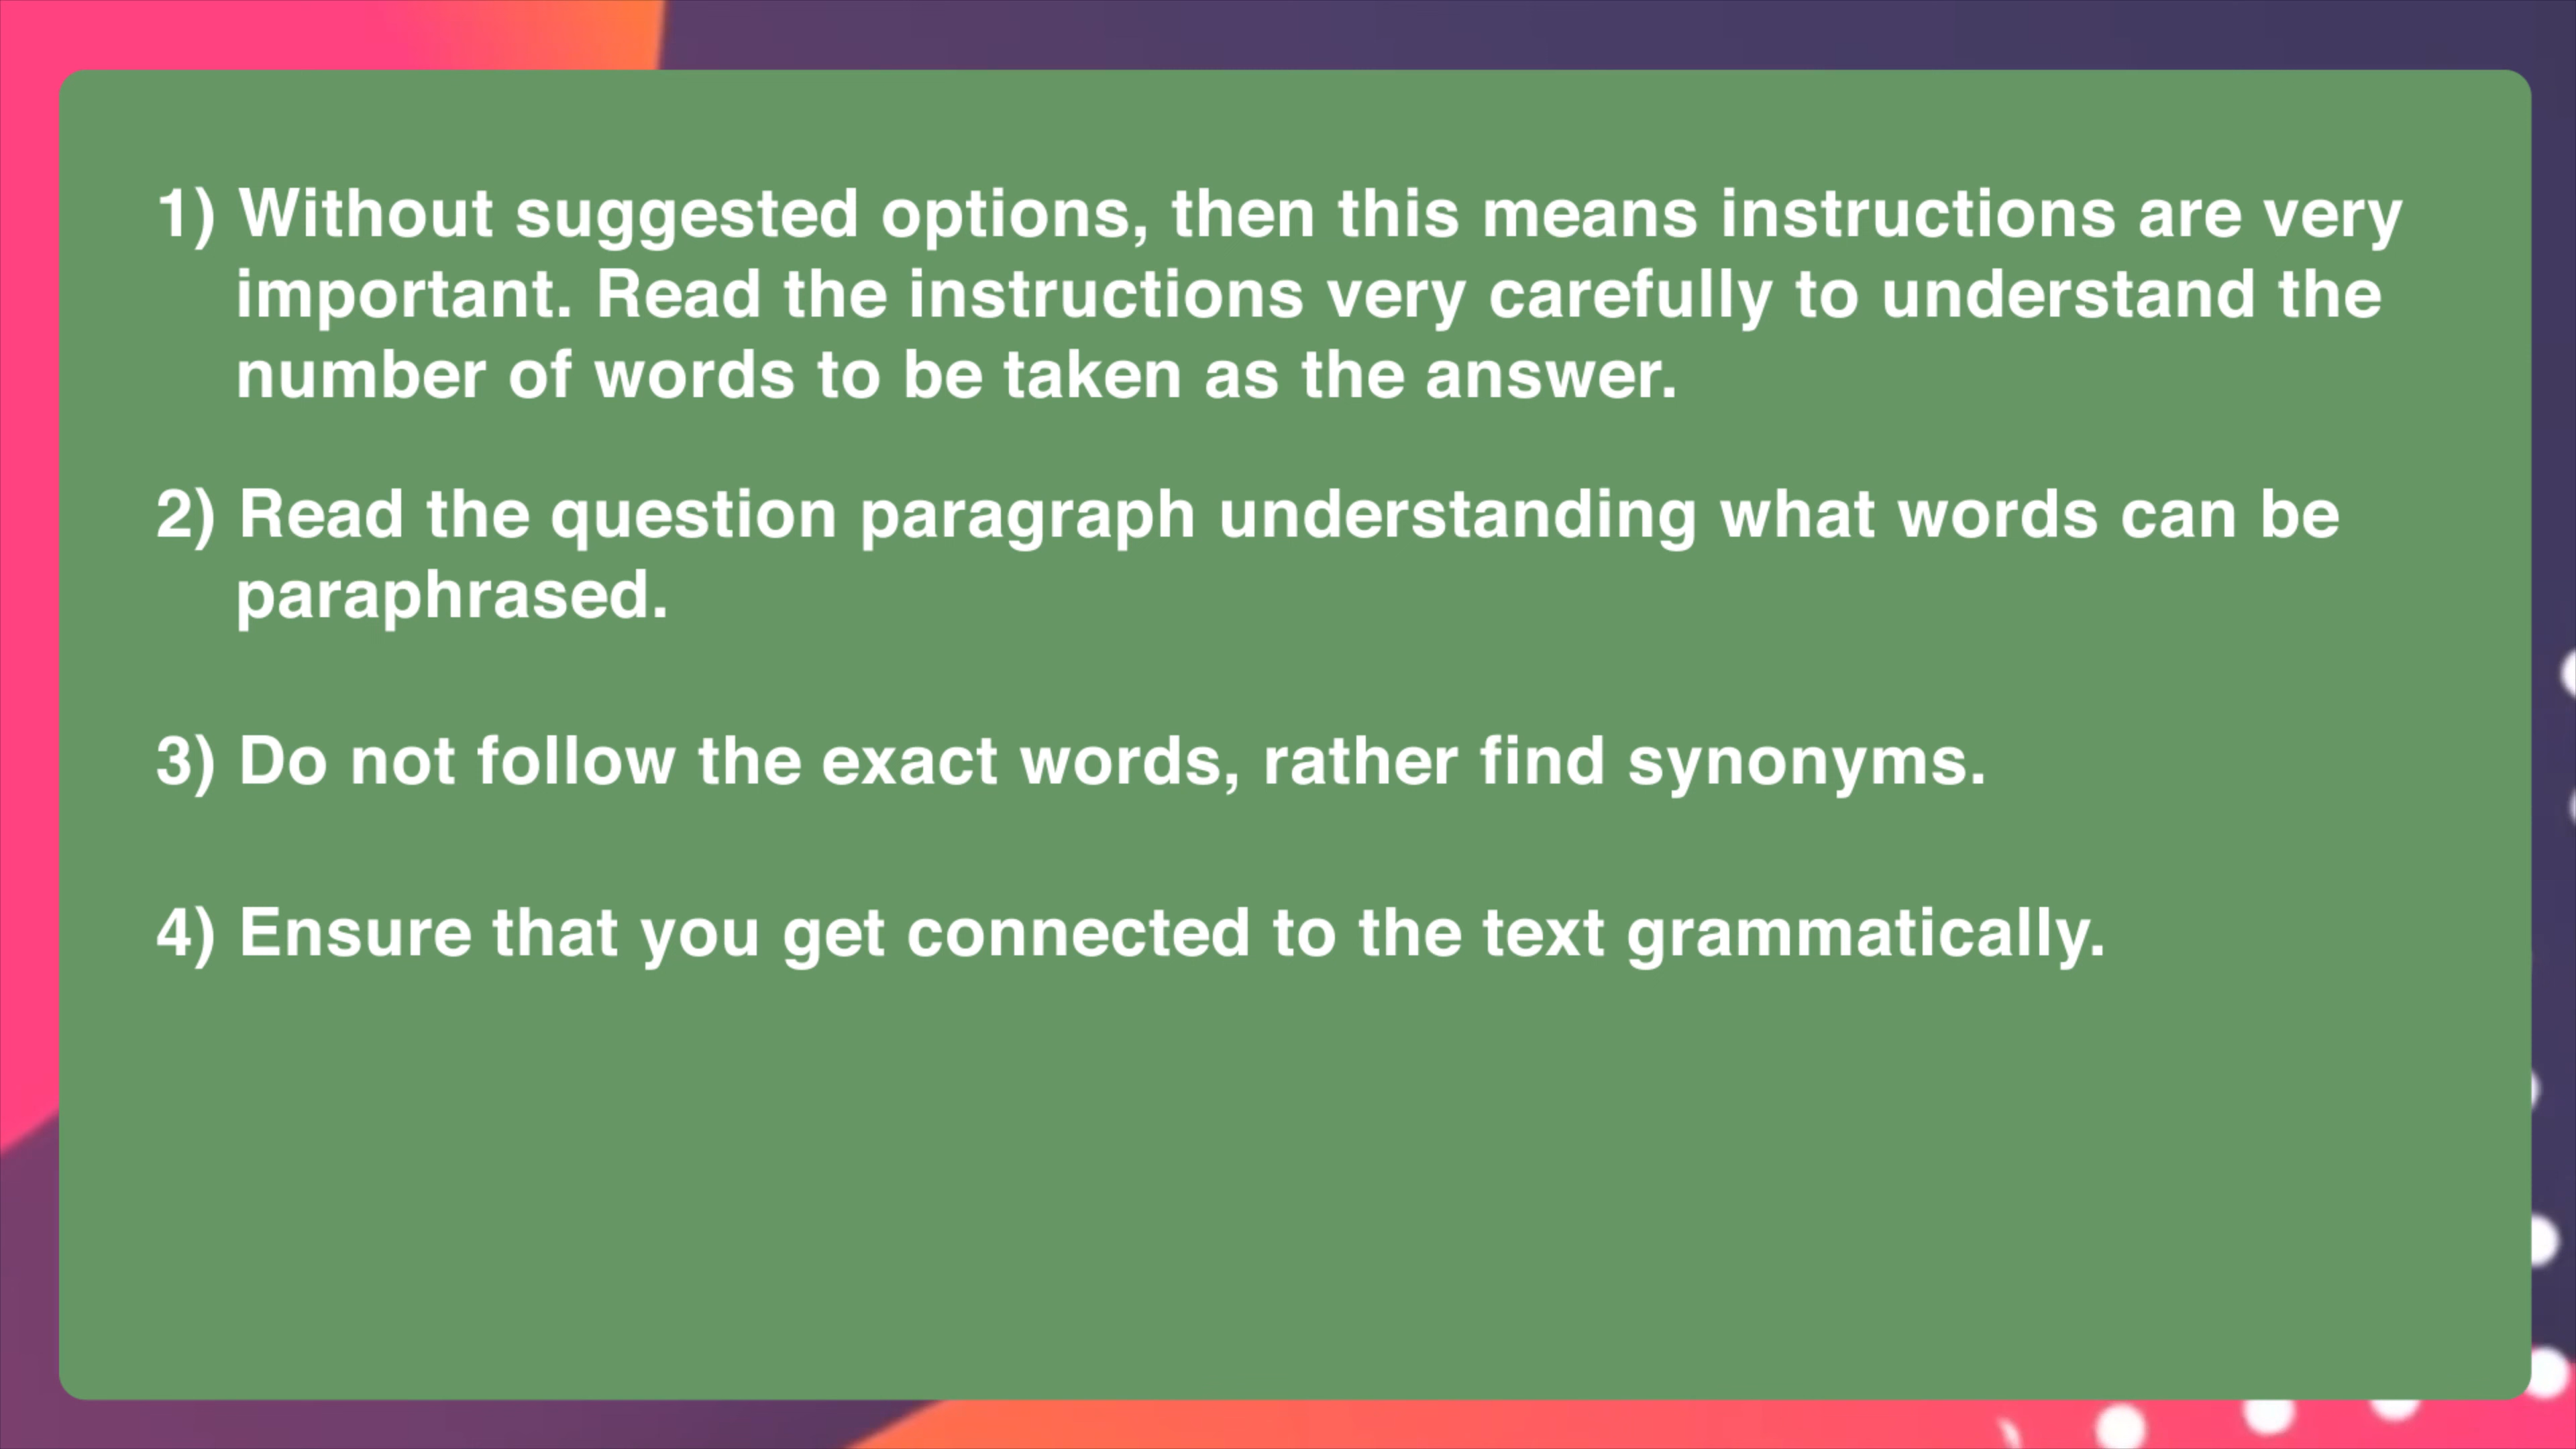 1) Without suggested options, then this means instructions are very
important. Read the instructions very carefully to understand the
number of words to be taken as the answer.
2) Read the question paragraph understanding what words can be
paraphrased.
3) Do not follow the exact words, rather find synonyms.
4) Ensure that you get connected to the text grammatically.